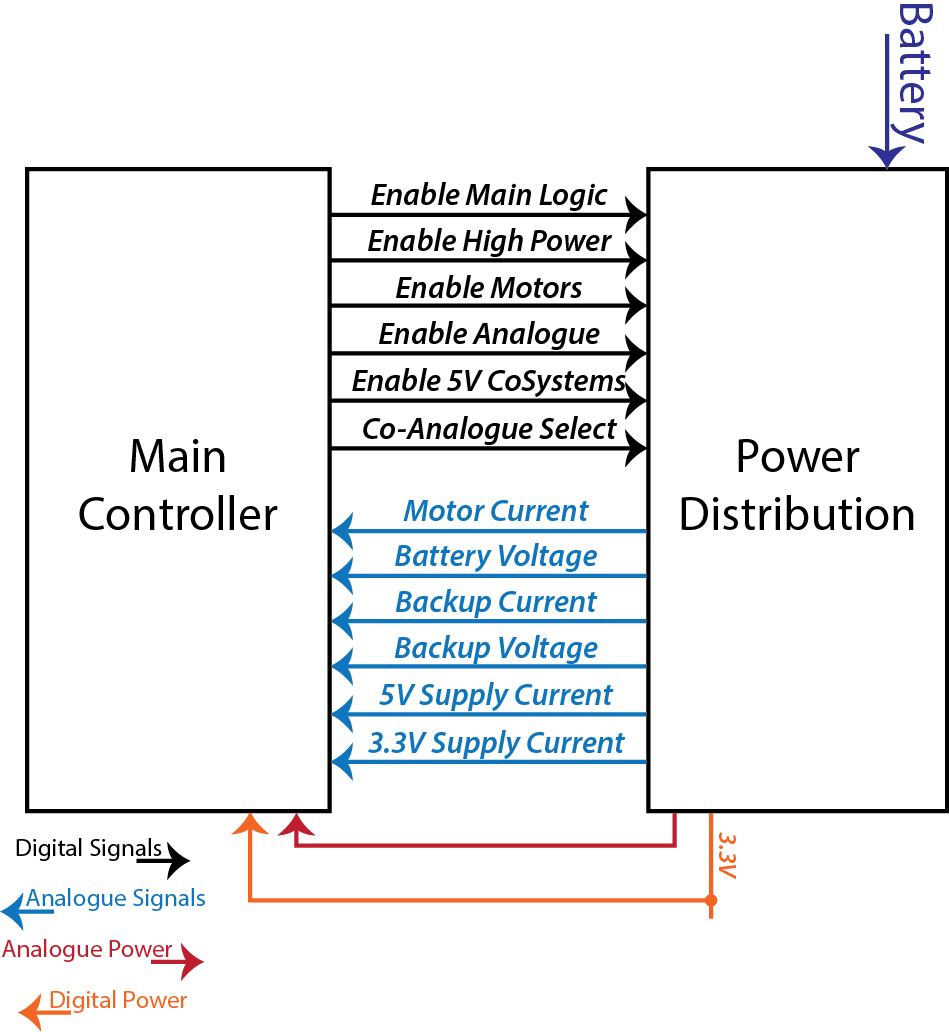 Battery
Enable Main Logic
Enable High Power
Enable Motors
Enable Analogue
Enable 5V CoSystems
Co-Analogue Select
Main
Controller
Power
Distribution
Motor Current
Battery Voltage
Backup Current
Backup Voltage
5V Supply Current
3.3V Supply Current
3.3V
Digital Signals
Analogue Signals
Analogue Power
Digital Power